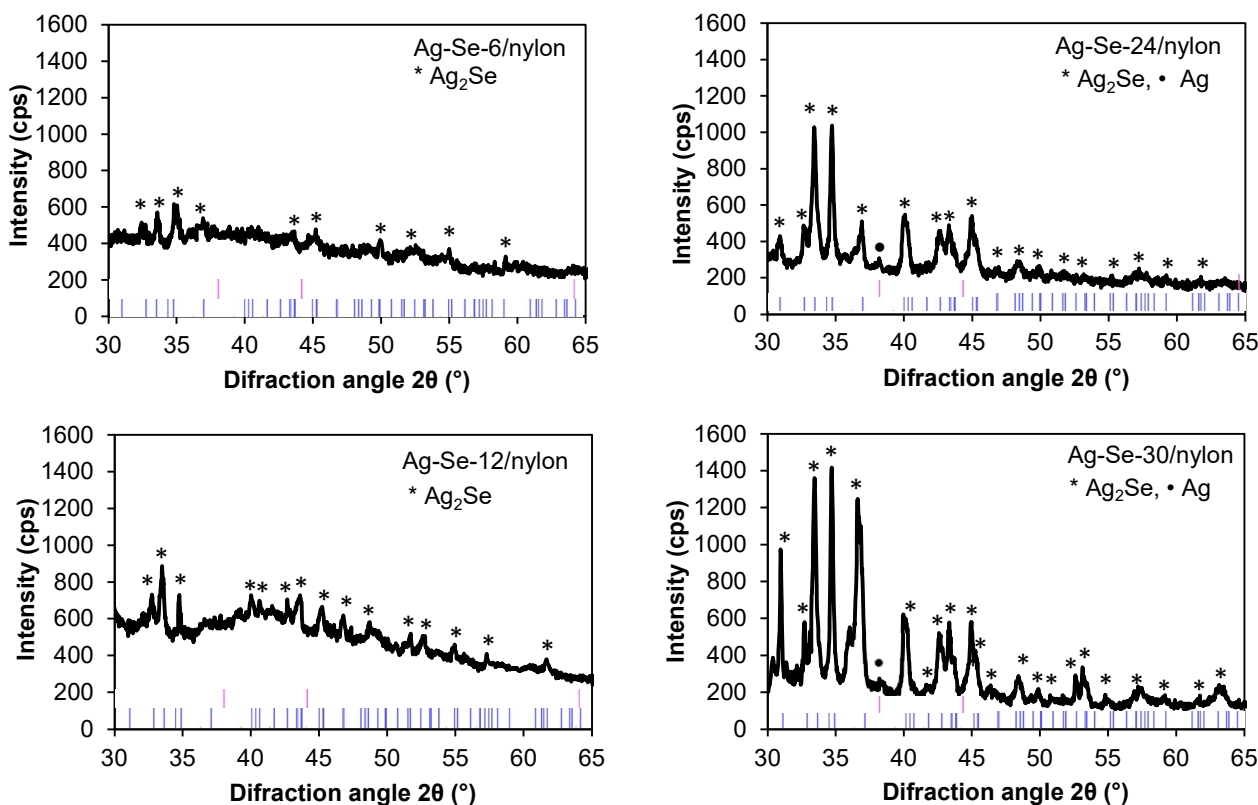 1600
1400
1200
1000
800
600
400
200
0
Intensity (cps)
Ag-Se-6/nylon
* Ag₂Se
* * * * * * * * * *
30 35 40 45 50 55 60 65
Difraction angle 2θ (°)
1600
1400
1200
1000
800
600
400
200
0
Intensity (cps)
Ag-Se-24/nylon
* Ag₂Se, • Ag
* * * * * • * * * * * * * * * * * * * *
30 35 40 45 50 55 60 65
Difraction angle 2θ (°)
1600
1400
1200
1000
800
600
400
200
0
Intensity (cps)
Ag-Se-12/nylon
* Ag₂Se
* * * * * * * * * * * * * * *
30 35 40 45 50 55 60 65
Difraction angle 2θ (°)
1600
1400
1200
1000
800
600
400
200
0
Intensity (cps)
Ag-Se-30/nylon
* Ag₂Se, • Ag
* * * * * • * * * * * * * * * * * * * * * * *
30 35 40 45 50 55 60 65
Difraction angle 2θ (°)